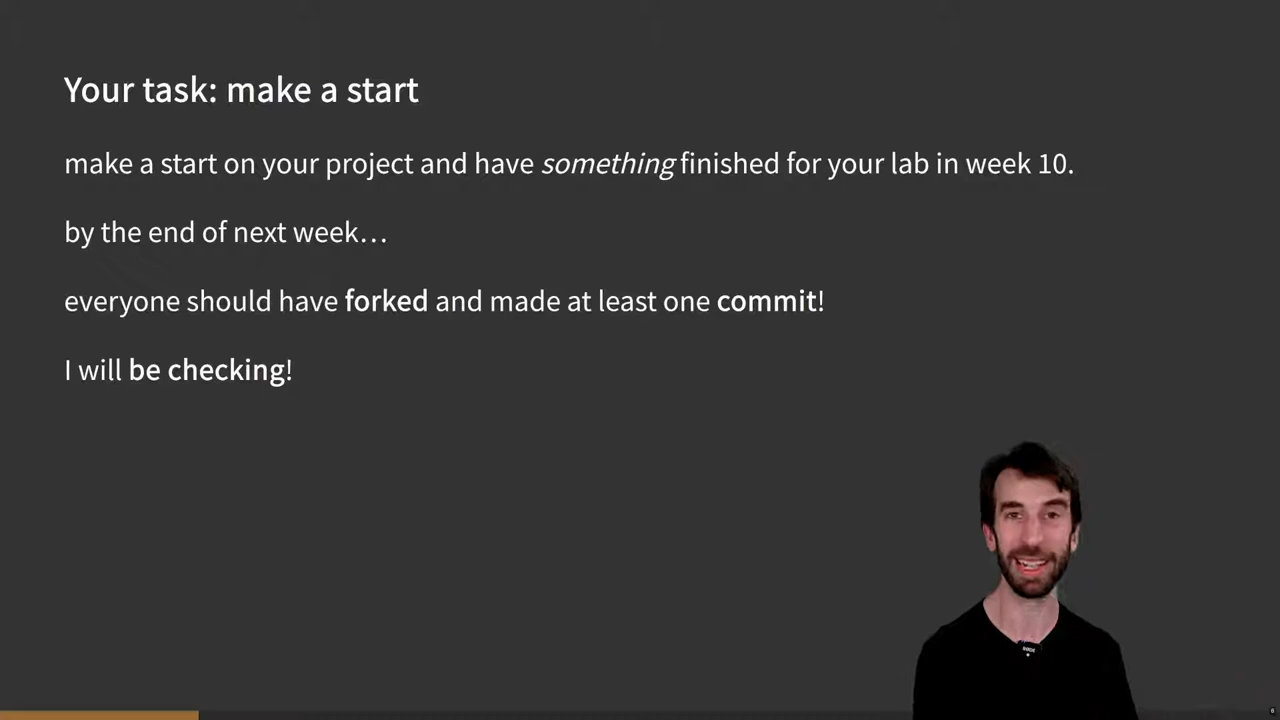 Your task: make a start
make a start on your project and have something finished for your lab in week 10.
by the end of next week…
everyone should have forked and made at least one commit!
I will be checking!